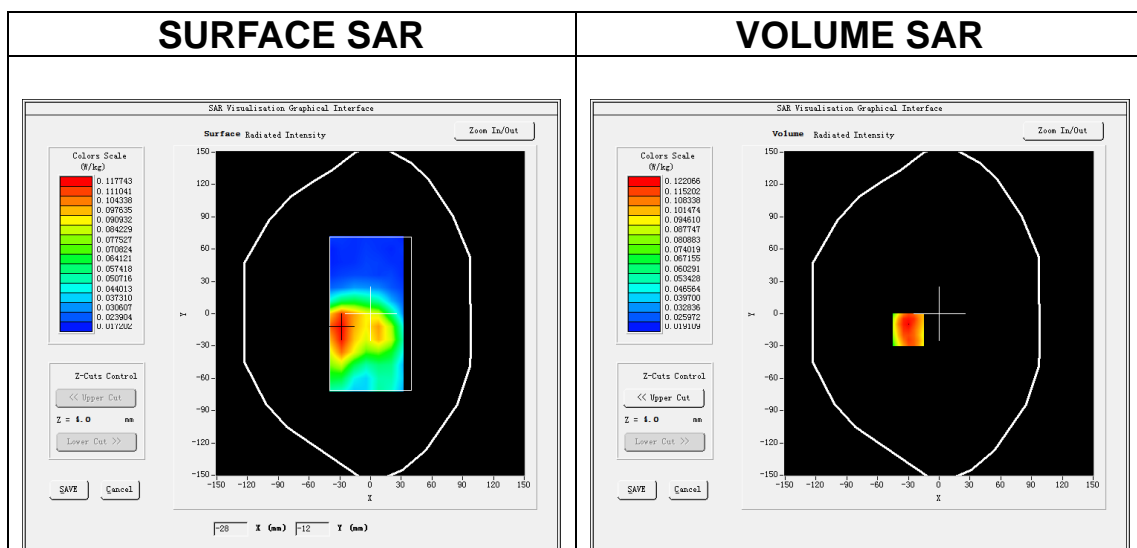 SURFACE SAR
VOLUME SAR
SAR Visualisation Graphical Interface
Surface Radiated Intensity
Zoom In/Out
Colors Scale
(W/kg)
0.117743
0.111041
0.104338
0.097635
0.090932
0.084229
0.077527
0.070824
0.064121
0.057418
0.050716
0.044013
0.037310
0.030607
0.023904
0.017202
150
120
90
60
30
0
-30
-60
-90
-120
-150
Y
-150 -120 -90 -60 -30 0 30 60 90 120 150
X
Z-Cuts Control
<< Upper Cut
Z = 4.0 mm
Lower Cut >>
SAVE Cancel
-28 X (mm) -12 Y (mm)
SAR Visualisation Graphical Interface
Volume Radiated Intensity
Zoom In/Out
Colors Scale
(W/kg)
0.122066
0.115202
0.108338
0.101474
0.094610
0.087747
0.080883
0.074019
0.067155
0.060291
0.053428
0.046564
0.039700
0.032836
0.025972
0.019109
150
120
90
60
30
0
-30
-60
-90
-120
-150
Y
-150 -120 -90 -60 -30 0 30 60 90 120 150
X
Z-Cuts Control
<< Upper Cut
Z = 4.0 mm
Lower Cut >>
SAVE Cancel